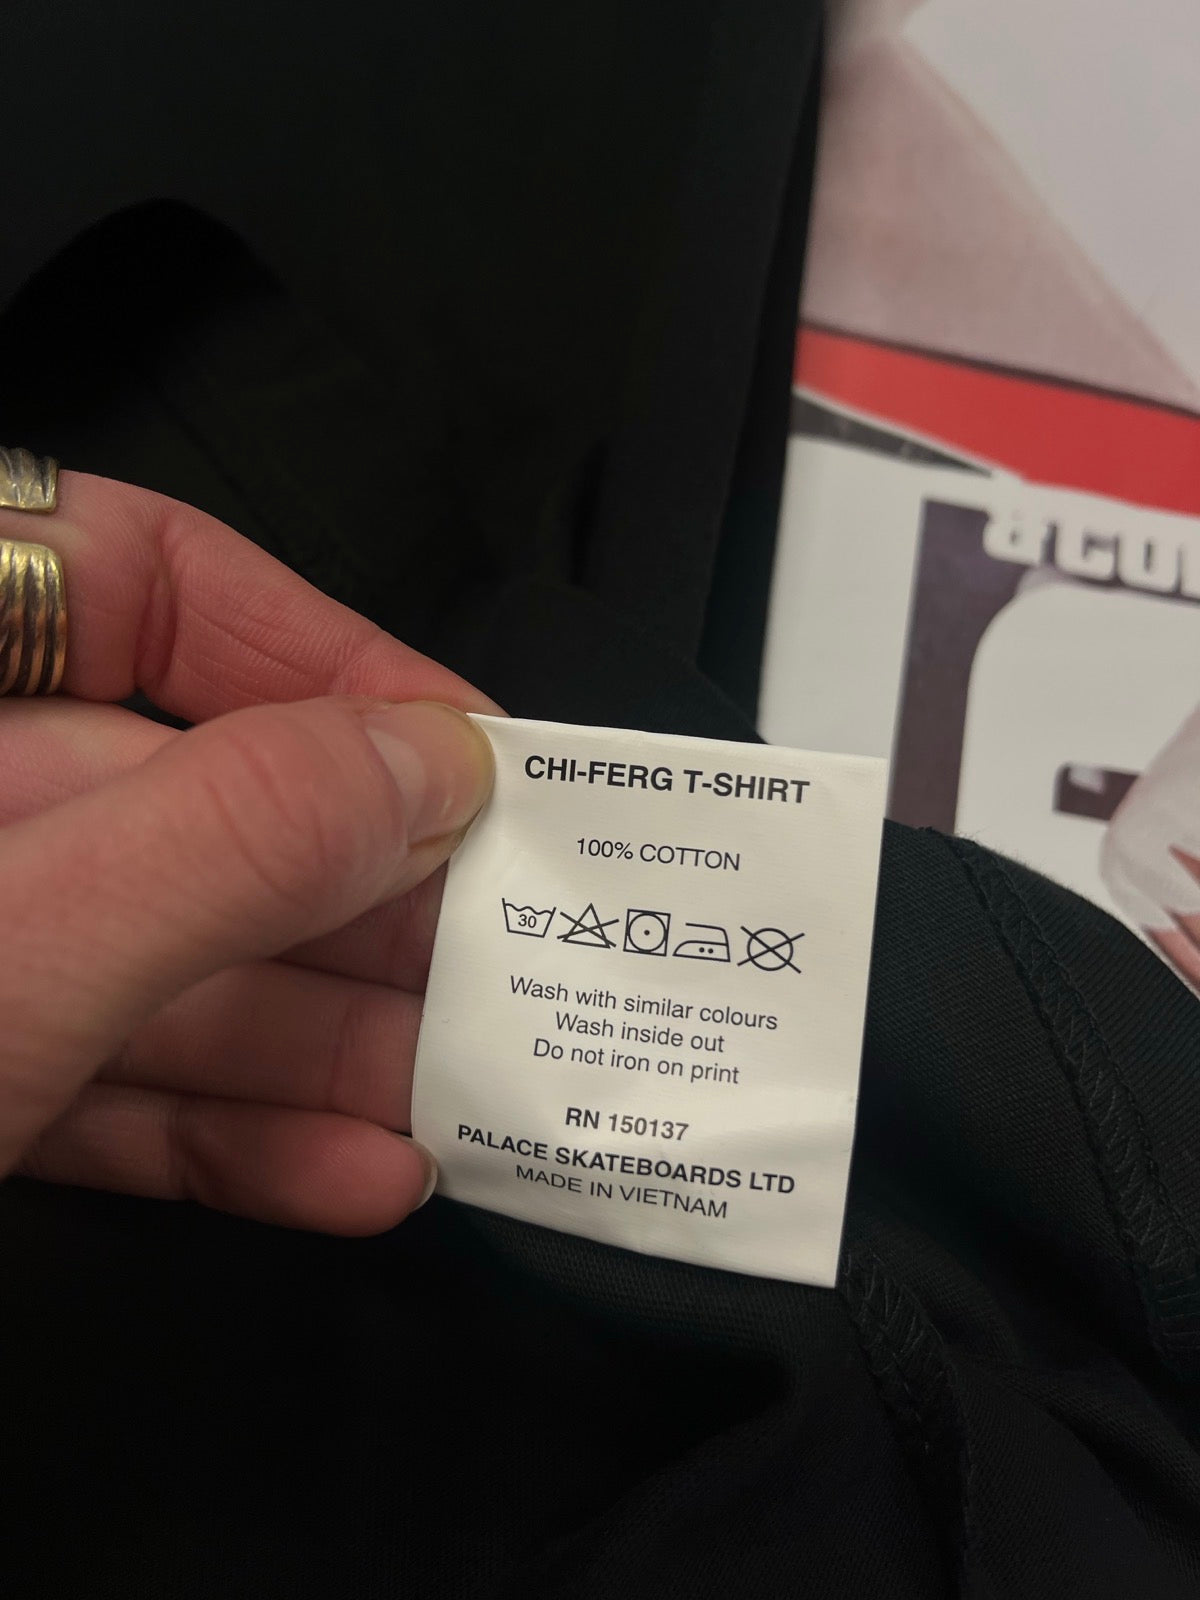 acou
CHI-FERG T-SHIRT
100% COTTON
30
Wash with similar colours
Wash inside out
Do not iron on print
RN 150137
PALACE SKATEBOARDS LTD
MADE IN VIETNAM